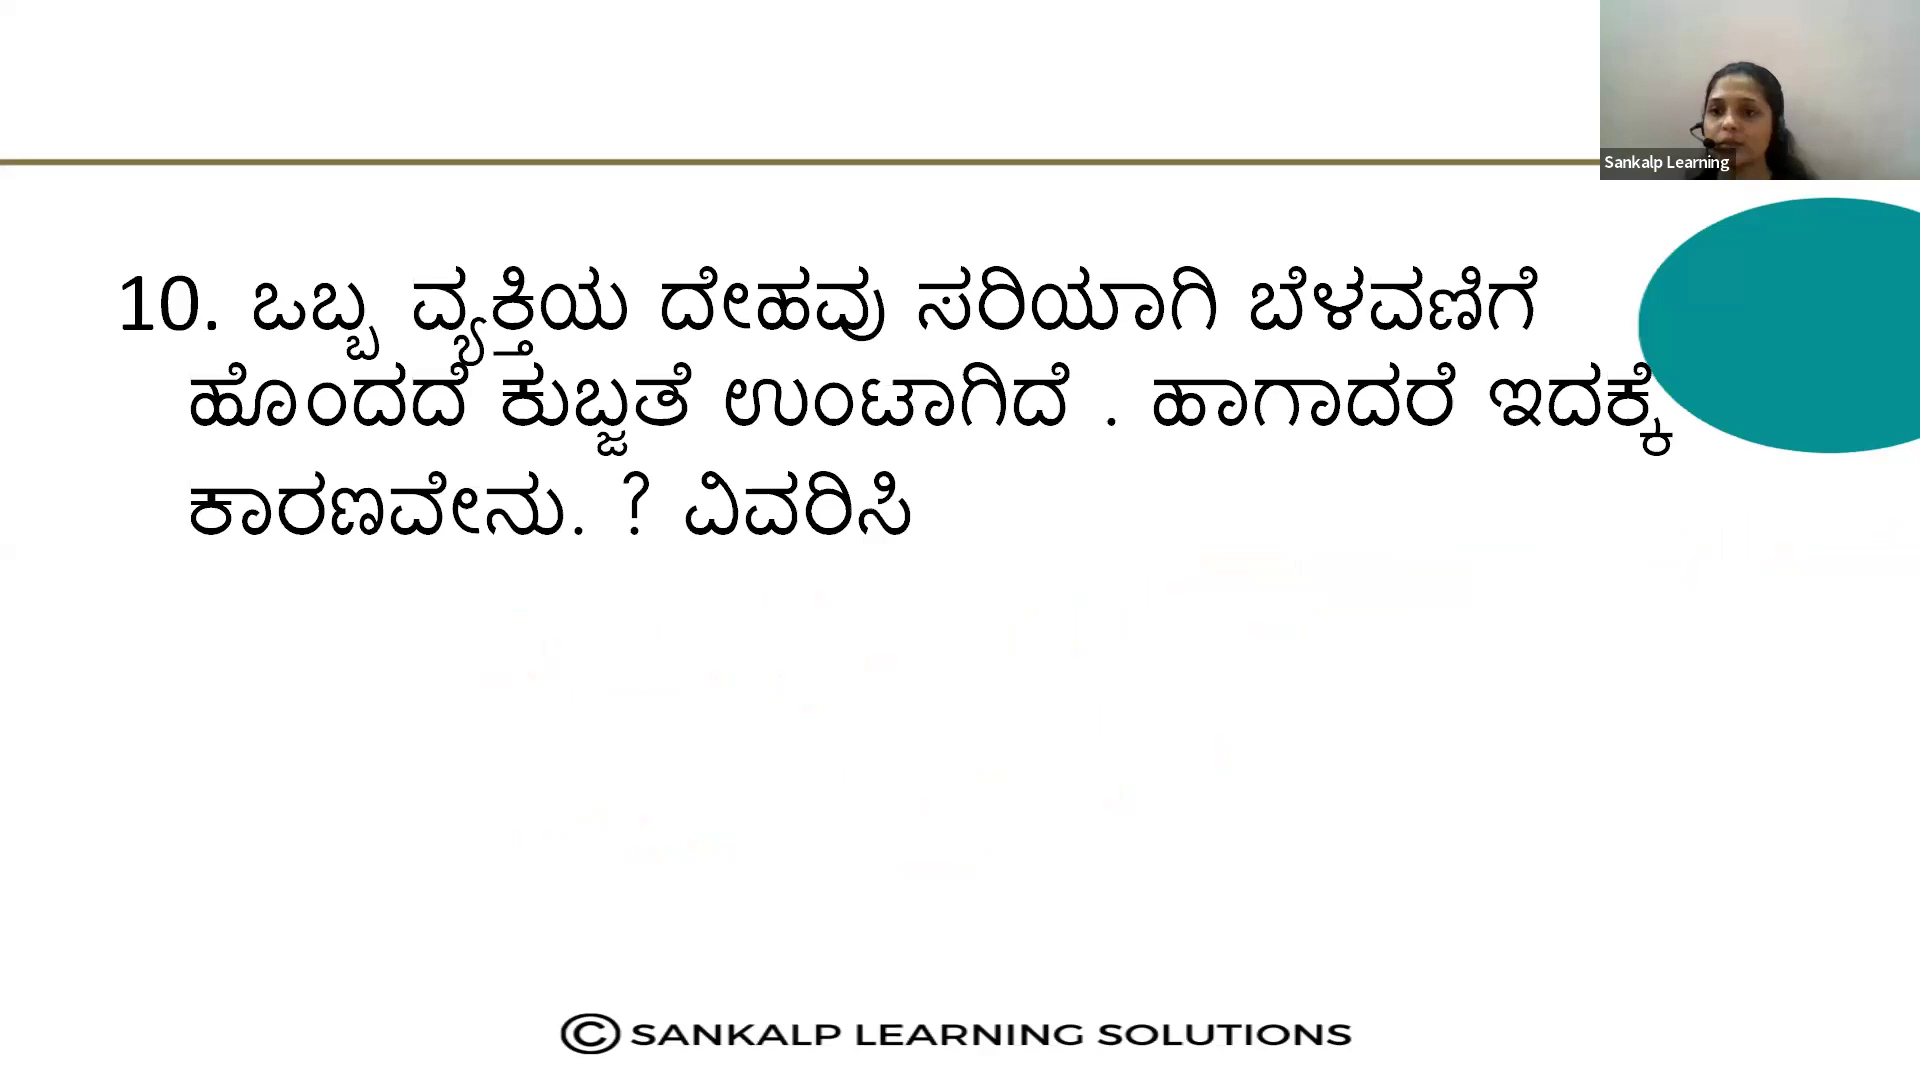 Sankalp Learning
10. ಒಬ್ಬ ವ್ಯಕ್ತಿಯ ದೇಹವು ಸರಿಯಾಗಿ ಬೆಳವಣಿಗೆ
ಹೊಂದದೆ ಕುಬ್ಜತೆ ಉಂಟಾಗಿದೆ . ಹಾಗಾದರೆ ಇದಕ್ಕೆ
ಕಾರಣವೇನು. ? ವಿವರಿಸಿ
© SANKALP LEARNING SOLUTIONS